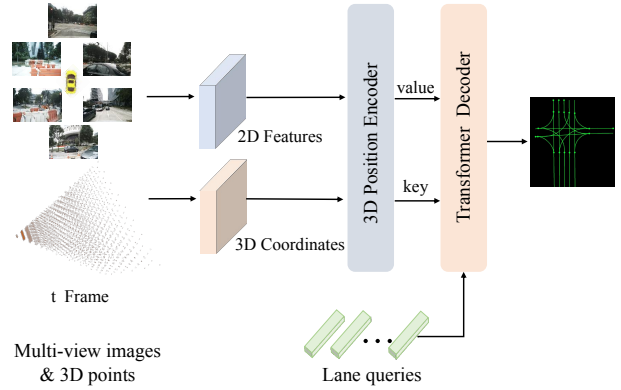 2D Features
3D Coordinates
3D Position Encoder
value
key
Transformer Decoder
t Frame
Multi-view images
& 3D points
Lane queries